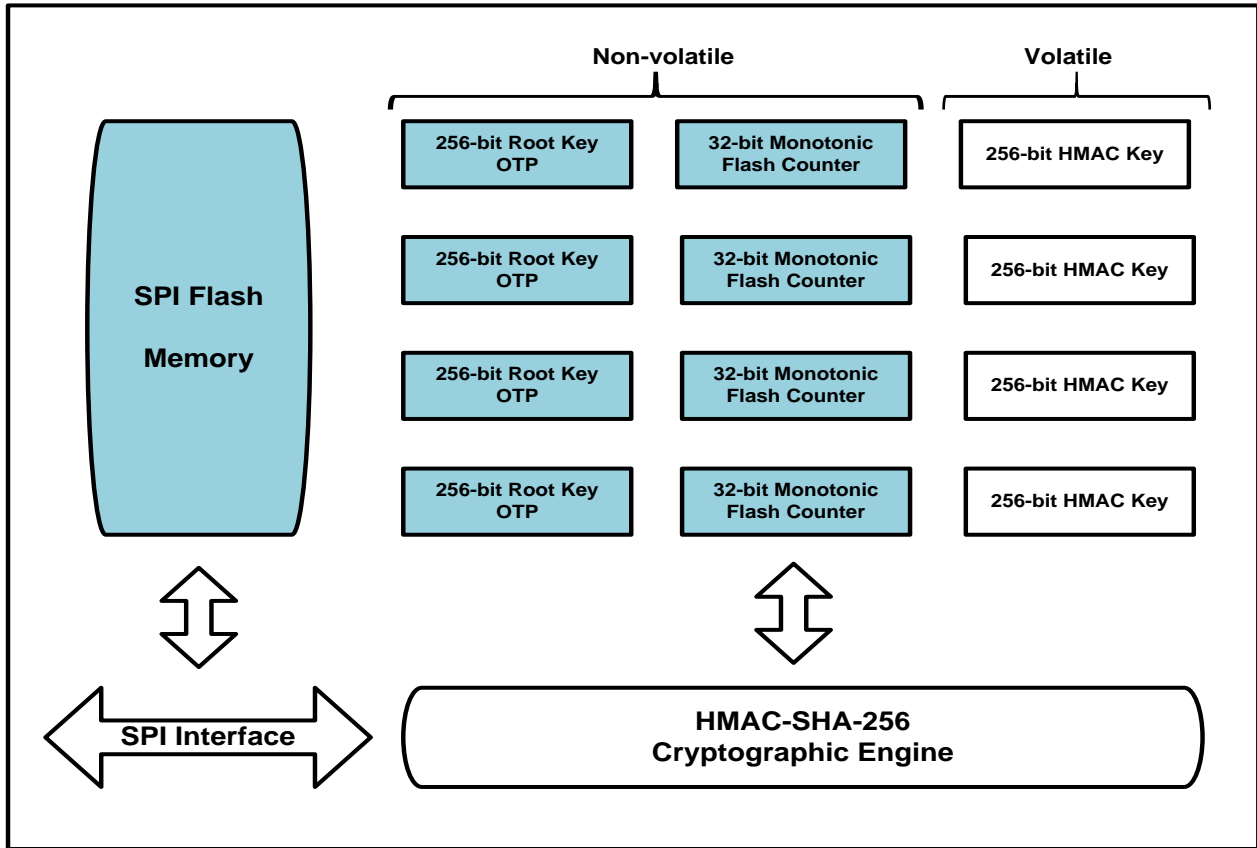 Non-volatile
Volatile
256-bit Root Key
OTP
32-bit Monotonic
Flash Counter
256-bit HMAC Key
256-bit Root Key
OTP
32-bit Monotonic
Flash Counter
256-bit HMAC Key
SPI Flash
Memory
256-bit Root Key
OTP
32-bit Monotonic
Flash Counter
256-bit HMAC Key
256-bit Root Key
OTP
32-bit Monotonic
Flash Counter
256-bit HMAC Key
SPI Interface
HMAC-SHA-256
Cryptographic Engine